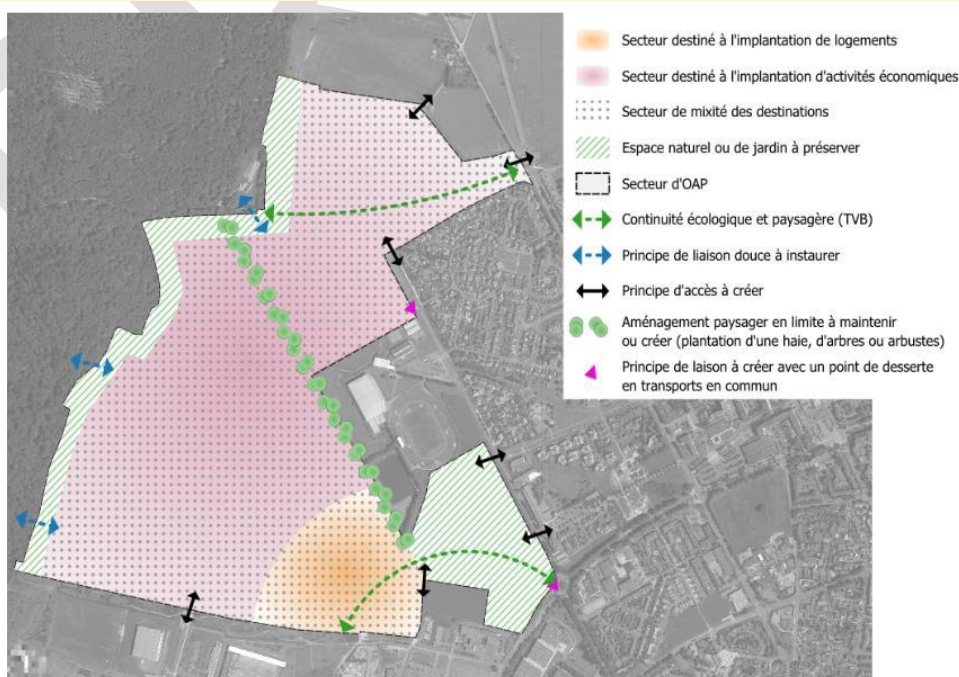 Secteur destiné à l'implantation de logements
Secteur destiné à l'implantation d'activités économiques
Secteur de mixité des destinations
Espace naturel ou de jardin à préserver
Secteur d'OAP
Continuité écologique et paysagère (TVB)
Principe de liaison douce à instaurer
Principe d'accès à créer
Aménagement paysager en limite à maintenir
ou créer (plantation d'une haie, d'arbres ou arbustes)
Principe de laison à créer avec un point de desserte
en transports en commun